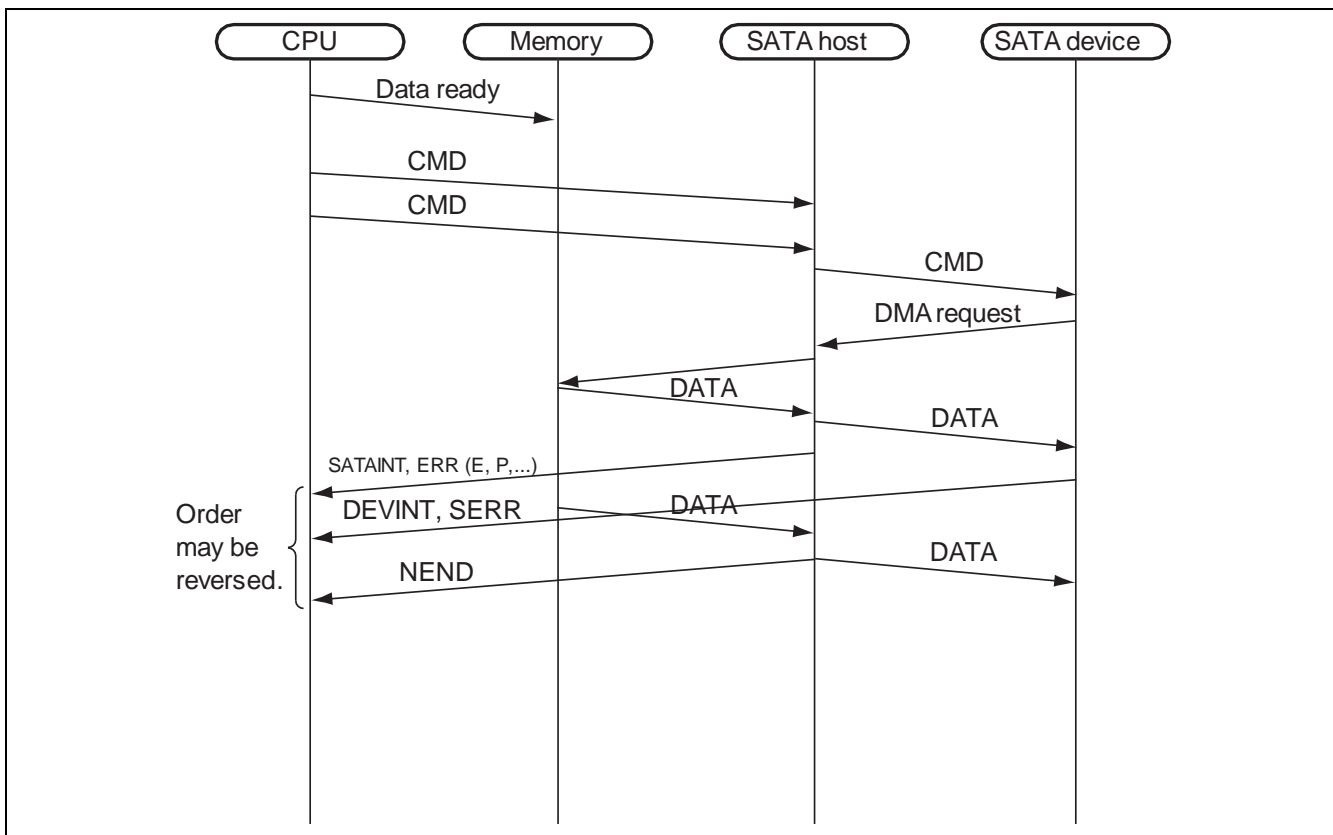 CPU
Memory
SATA host
SATA device
Data ready
CMD
CMD
CMD
DMA request
DATA
DATA
SATAINT, ERR (E, P,...)
DEVINT, SERR
DATA
Order
may be
reversed.
DATA
NEND